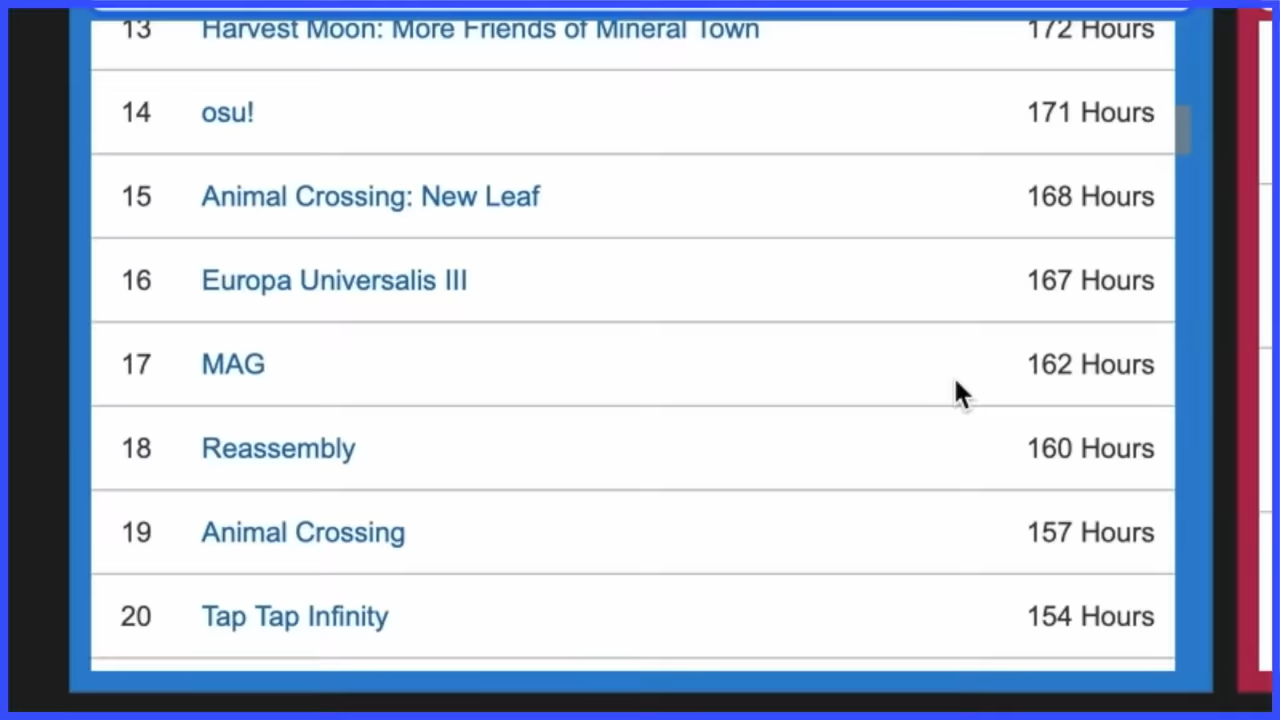 13 Harvest Moon: More Friends of Mineral Town 172 Hours
14 osu! 171 Hours
15 Animal Crossing: New Leaf 168 Hours
16 Europa Universalis III 167 Hours
17 MAG 162 Hours
18 Reassembly 160 Hours
19 Animal Crossing 157 Hours
20 Tap Tap Infinity 154 Hours